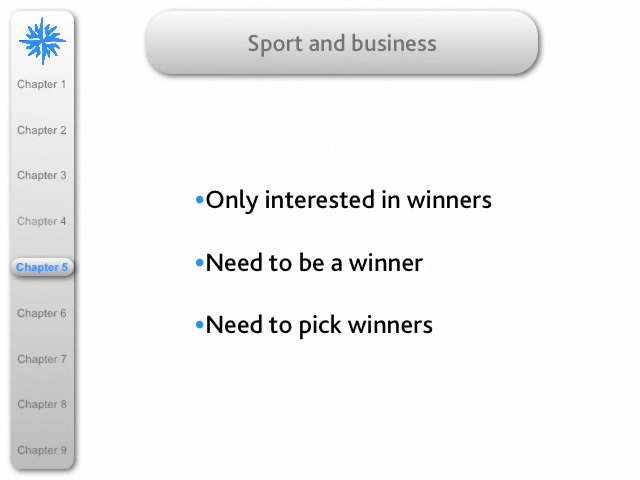 Sport and business
Chapter 1
Chapter 2
Chapter 3
Chapter 4
Chapter 5
Chapter 6
Chapter 7
Chapter 8
Chapter 9
•Only interested in winners
•Need to be a winner
•Need to pick winners